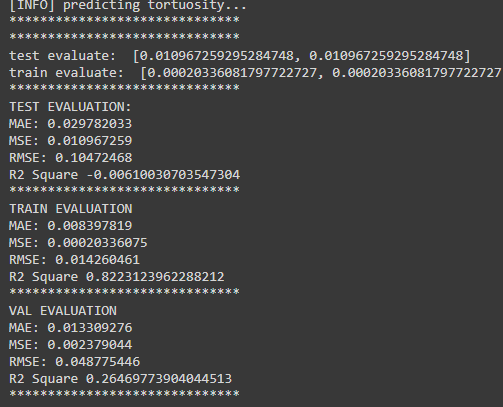 [INFO] predicting tortuosity...
******************************
******************************
test evaluate:  [0.010967259295284748, 0.010967259295284748]
train evaluate:  [0.00020336081797722727, 0.00020336081797722727
******************************
TEST EVALUATION:
MAE: 0.029782033
MSE: 0.010967259
RMSE: 0.10472468
R2 Square -0.00610030703547304
******************************
TRAIN EVALUATION
MAE: 0.008397819
MSE: 0.00020336075
RMSE: 0.014260461
R2 Square 0.8223123962288212
******************************
VAL EVALUATION
MAE: 0.013309276
MSE: 0.002379044
RMSE: 0.048775446
R2 Square 0.26469773904044513
******************************